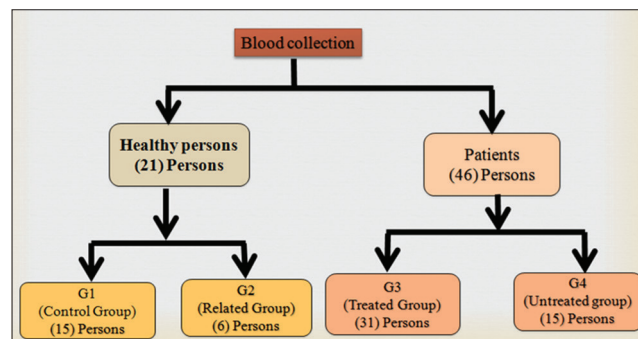 Blood collection
Healthy persons
(21) Persons
Patients
(46) Persons
G1
(Control Group)
(15) Persons
G2
(Related Group)
(6) Persons
G3
(Treated Group)
(31) Persons
G4
(Untreated group)
(15) Persons